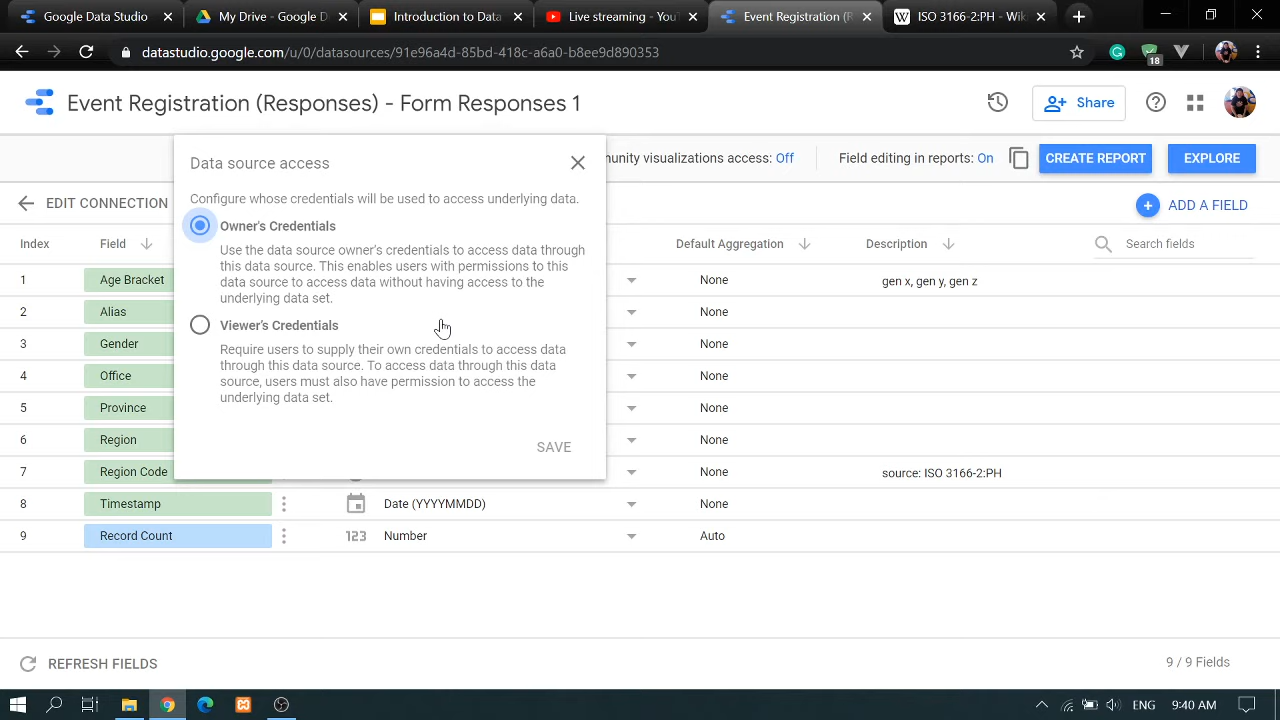 Google Data Studio
My Drive - Google D
Introduction to Data
Live streaming - You
Event Registration (R
ISO 3166-2:PH - Wik
datastudio.google.com/u/0/datasources/91e96a4d-85bd-418c-a6a0-b8ee9d890353
18
Event Registration (Responses) - Form Responses 1
Share
Data source access
unity visualizations access: Off
Field editing in reports: On
CREATE REPORT
EXPLORE
EDIT CONNECTION
ADD A FIELD
Configure whose credentials will be used to access underlying data.
Owner's Credentials
Use the data source owner's credentials to access data through
this data source. This enables users with permissions to this
data source to access data without having access to the
underlying data set.
Viewer's Credentials
Require users to supply their own credentials to access data
through this data source. To access data through this data
source, users must also have permission to access the
underlying data set.
SAVE
Index Field Default Aggregation Description Search fields
1 Age Bracket None gen x, gen y, gen z
2 Alias None
3 Gender None
4 Office None
5 Province None
6 Region None
7 Region Code None source: ISO 3166-2:PH
8 Timestamp Date (YYYYMMDD) None
9 Record Count 123 Number Auto
REFRESH FIELDS
9 / 9 Fields
ENG
9:40 AM